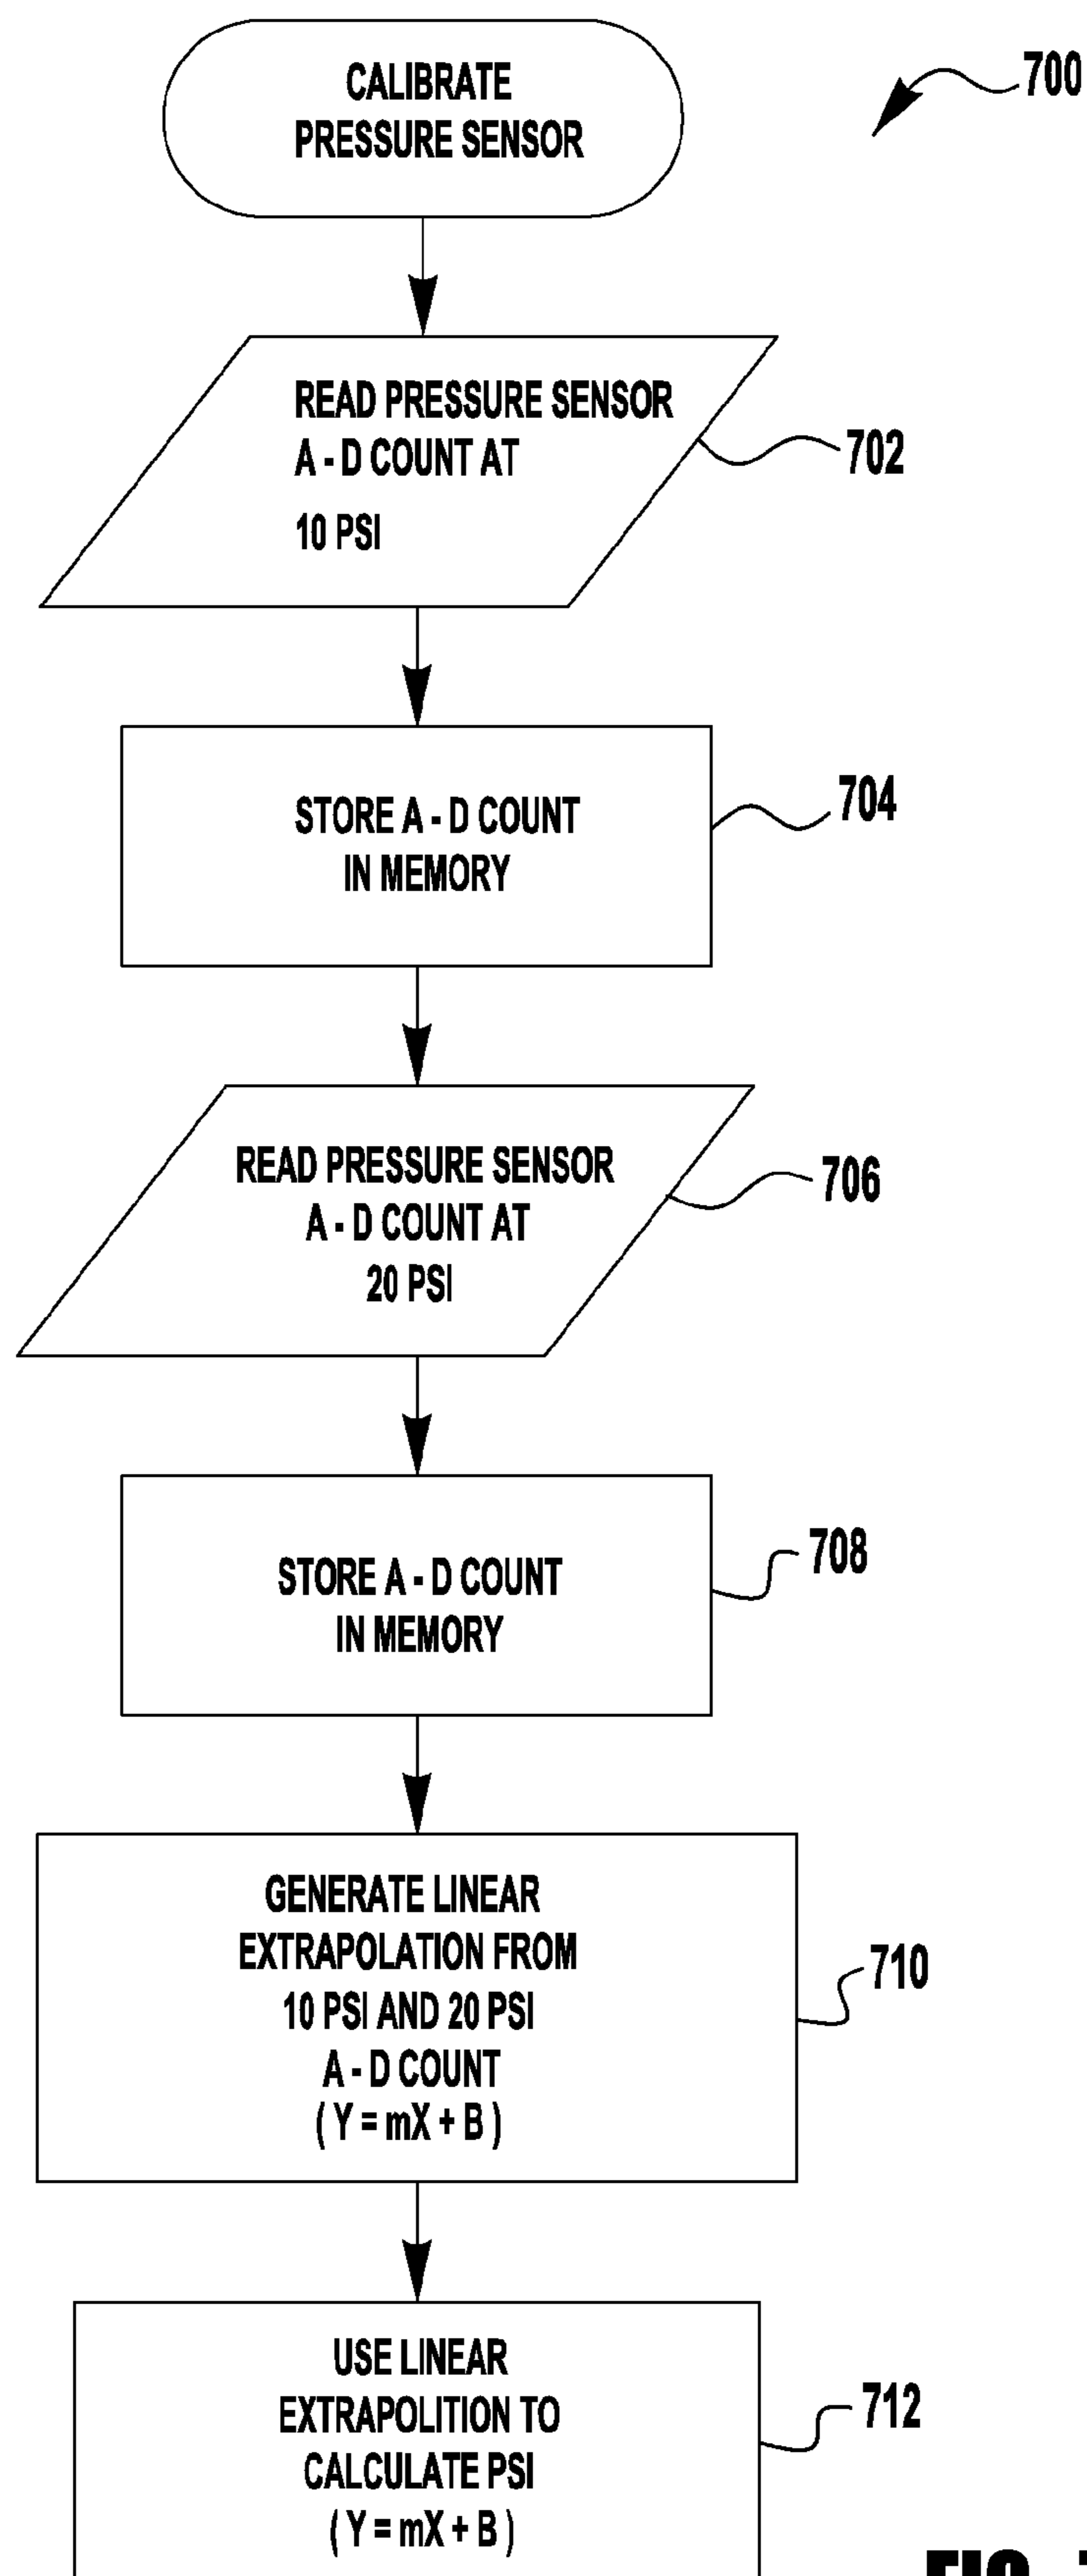 CALIBRATE
PRESSURE SENSOR
700
READ PRESSURE SENSOR
A - D COUNT AT
10 PSI
702
STORE A - D COUNT
IN MEMORY
704
READ PRESSURE SENSOR
A - D COUNT AT
20 PSI
706
STORE A - D COUNT
IN MEMORY
708
GENERATE LINEAR
EXTRAPOLATION FROM
10 PSI AND 20 PSI
A - D COUNT
( Y = mX + B )
710
USE LINEAR
EXTRAPOLITION TO
CALCULATE PSI
( Y = mX + B )
712
FIG.